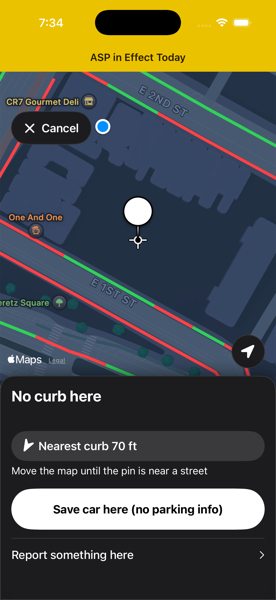 7:34
ASP in Effect Today
CR7 Gourmet Deli
E 2ND ST
Cancel
One And One
E 1ST ST
eretz Square
Maps
Legal
No curb here
Nearest curb 70 ft
Move the map until the pin is near a street
Save car here (no parking info)
Report something here